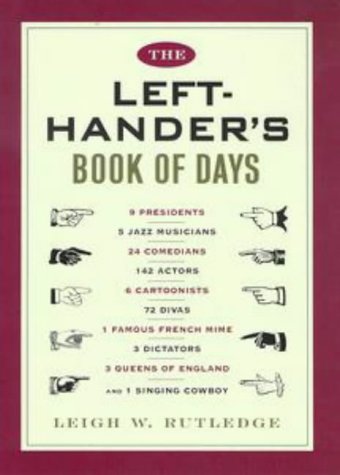 THE
LEFT-
HANDER'S
BOOK OF DAYS
9 PRESIDENTS
5 JAZZ MUSICIANS
24 COMEDIANS
142 ACTORS
6 CARTOONISTS
72 DIVAS
1 FAMOUS FRENCH MIME
3 DICTATORS
3 QUEENS OF ENGLAND
AND 1 SINGING COWBOY
LEIGH W. RUTLEDGE